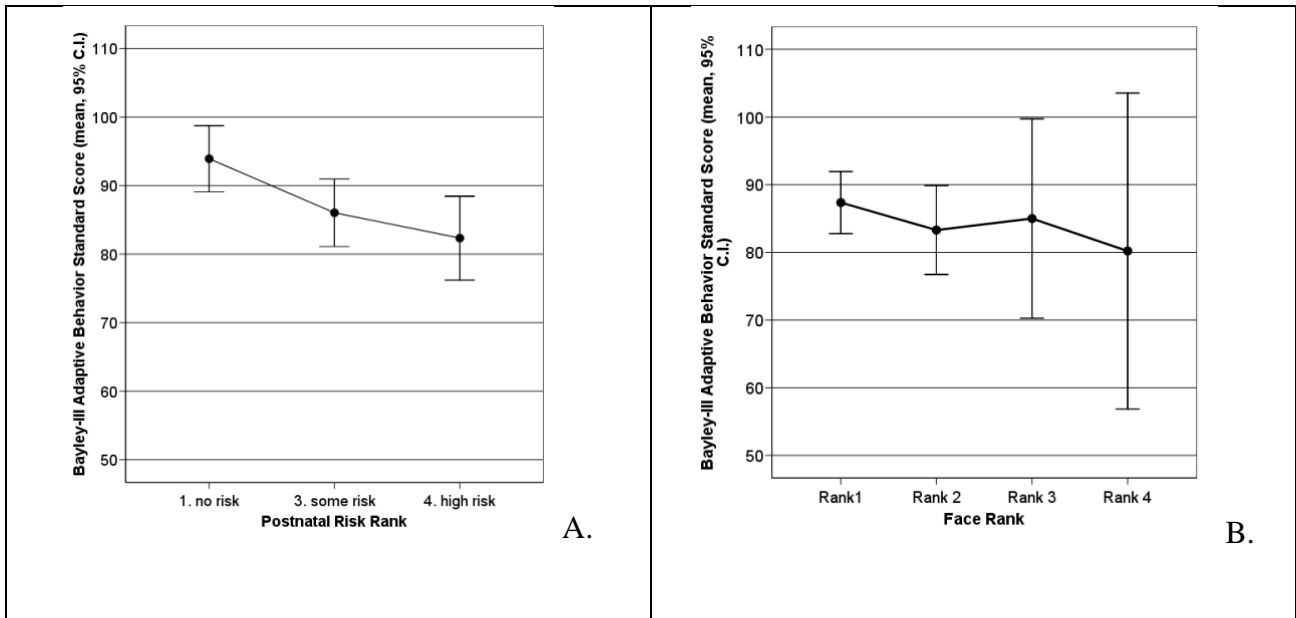 Bayley-III Adaptive Behavior Standard Score (mean, 95% C.I.)
110
100
90
80
70
60
50
1. no risk
3. some risk
4. high risk
Postnatal Risk Rank
A.
Bayley-III Adaptive Behavior Standard Score (mean, 95%
C.I.)
110
100
90
80
70
60
50
Rank1
Rank 2
Rank 3
Rank 4
Face Rank
B.